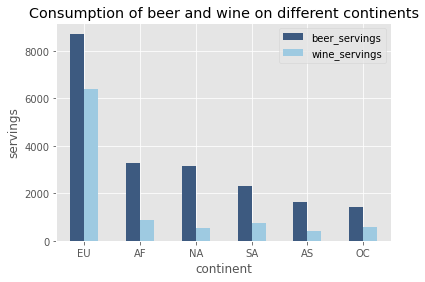 Consumption of beer and wine on different continents
beer_servings
wine_servings
servings
8000
6000
4000
2000
0
EU AF NA SA AS OC
continent